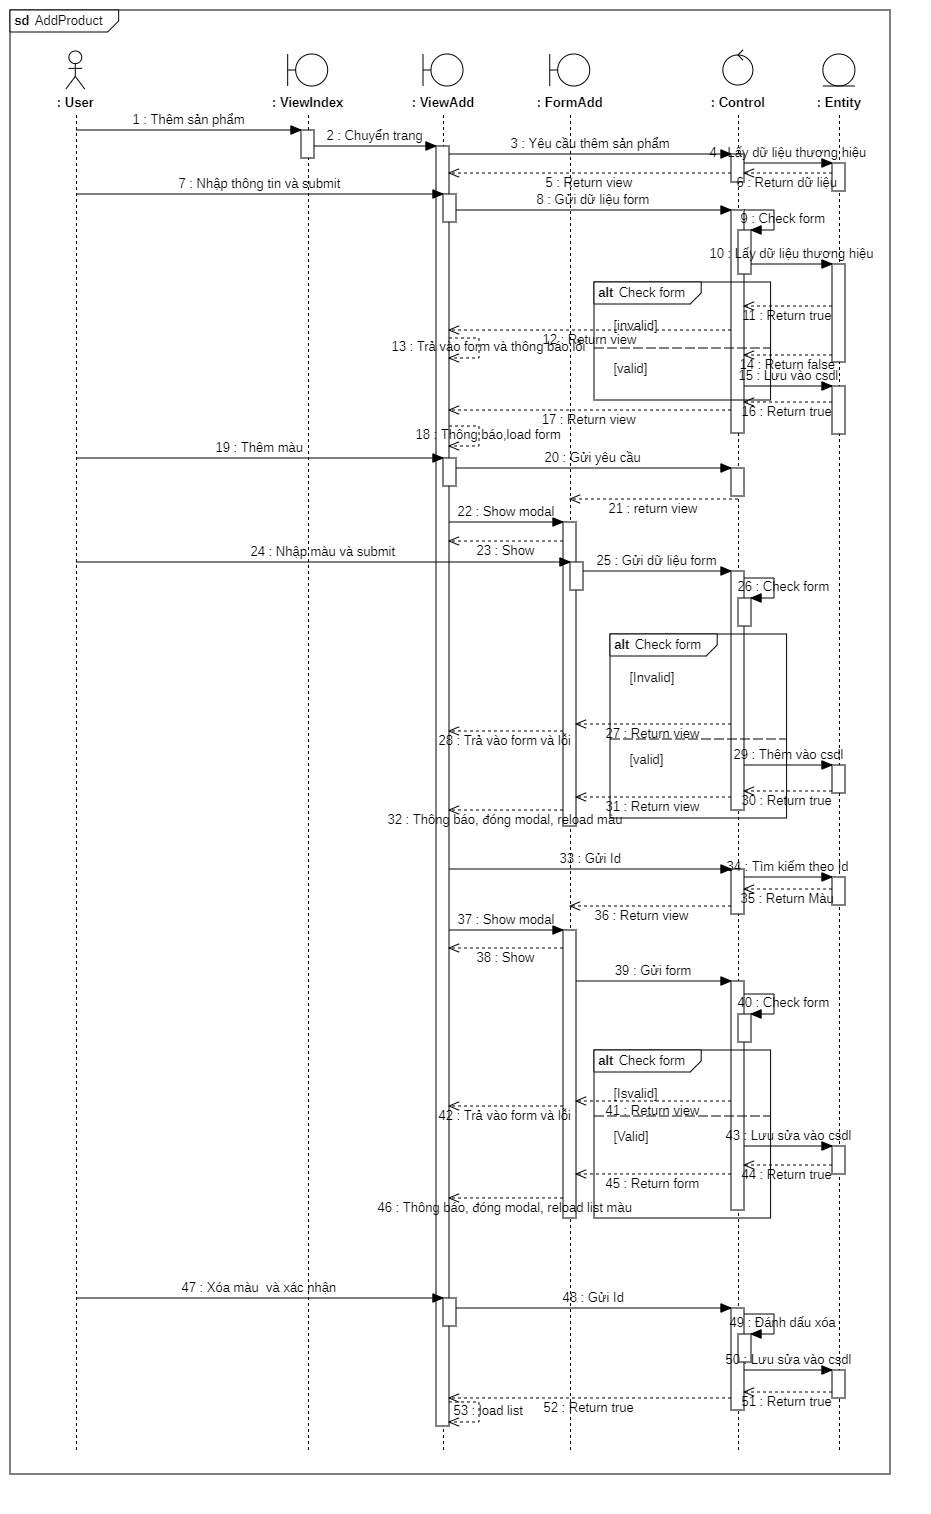 sd AddProduct
: User
: ViewIndex
: ViewAdd
: FormAdd
: Control
: Entity
1 : Thêm sản phẩm
2 : Chuyển trang
3 : Yêu cầu thêm sản phẩm
4 : Lấy dữ liệu thương hiệu
5 : Return view
6 : Return dữ liệu
7 : Nhập thông tin và submit
8 : Gửi dữ liệu form
9 : Check form
10 : Lấy dữ liệu thương hiệu
alt Check form
11 : Return true
[invalid]
12 : Return view
13 : Trả vào form và thông báo lỗi
14 : Return false
[valid]
15 : Lưu vào csdl
16 : Return true
17 : Return view
18 : Thông báo,load form
19 : Thêm màu
20 : Gửi yêu cầu
21 : return view
22 : Show modal
23 : Show
24 : Nhập màu và submit
25 : Gửi dữ liệu form
26 : Check form
alt Check form
[Invalid]
27 : Return view
28 : Trả vào form và lỗi
29 : Thêm vào csdl
[valid]
30 : Return true
31 : Return view
32 : Thông báo, đóng modal, reload màu
33 : Gửi Id
34 : Tìm kiếm theo Id
35 : Return Màu
36 : Return view
37 : Show modal
38 : Show
39 : Gửi form
40 : Check form
alt Check form
[Isvalid]
41 : Return view
42 : Trả vào form và lỗi
43 : Lưu sửa vào csdl
[Valid]
44 : Return true
45 : Return form
46 : Thông báo, đóng modal, reload list màu
47 : Xóa màu  và xác nhận
48 : Gửi Id
49 : Đánh dấu xóa
50 : Lưu sửa vào csdl
51 : Return true
52 : Return true
53 : load list